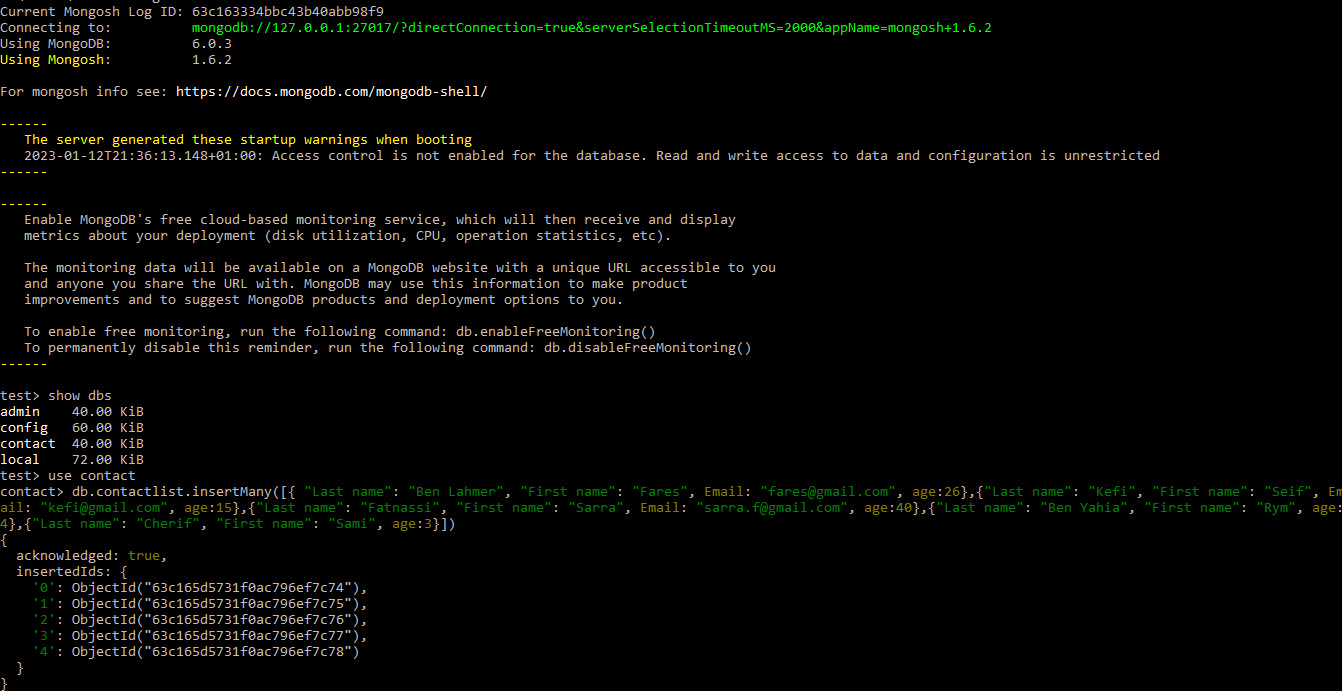 Current Mongosh Log ID: 63c163334bbc43b40abb98f9
Connecting to:          mongodb://127.0.0.1:27017/?directConnection=true&serverSelectionTimeoutMS=2000&appName=mongosh+1.6.2
Using MongoDB:          6.0.3
Using Mongosh:          1.6.2
For mongosh info see: https://docs.mongodb.com/mongodb-shell/
------
   The server generated these startup warnings when booting
   2023-01-12T21:36:13.148+01:00: Access control is not enabled for the database. Read and write access to data and configuration is unrestricted
------
------
   Enable MongoDB's free cloud-based monitoring service, which will then receive and display
   metrics about your deployment (disk utilization, CPU, operation statistics, etc).
   The monitoring data will be available on a MongoDB website with a unique URL accessible to you
   and anyone you share the URL with. MongoDB may use this information to make product
   improvements and to suggest MongoDB products and deployment options to you.
   To enable free monitoring, run the following command: db.enableFreeMonitoring()
   To permanently disable this reminder, run the following command: db.disableFreeMonitoring()
------
test> show dbs
admin    40.00 KiB
config   60.00 KiB
contact  40.00 KiB
local    72.00 KiB
test> use contact
contact> db.contactlist.insertMany([{ "Last name": "Ben Lahmer", "First name": "Fares", Email: "fares@gmail.com", age:26},{"Last name": "Kefi", "First name": "Seif", Em
ail: "kefi@gmail.com", age:15},{"Last name": "Fatnassi", "First name": "Sarra", Email: "sarra.f@gmail.com", age:40},{"Last name": "Ben Yahia", "First name": "Rym", age:
4},{"Last name": "Cherif", "First name": "Sami", age:3}])
{
  acknowledged: true,
  insertedIds: {
    '0': ObjectId("63c165d5731f0ac796ef7c74"),
    '1': ObjectId("63c165d5731f0ac796ef7c75"),
    '2': ObjectId("63c165d5731f0ac796ef7c76"),
    '3': ObjectId("63c165d5731f0ac796ef7c77"),
    '4': ObjectId("63c165d5731f0ac796ef7c78")
  }
}